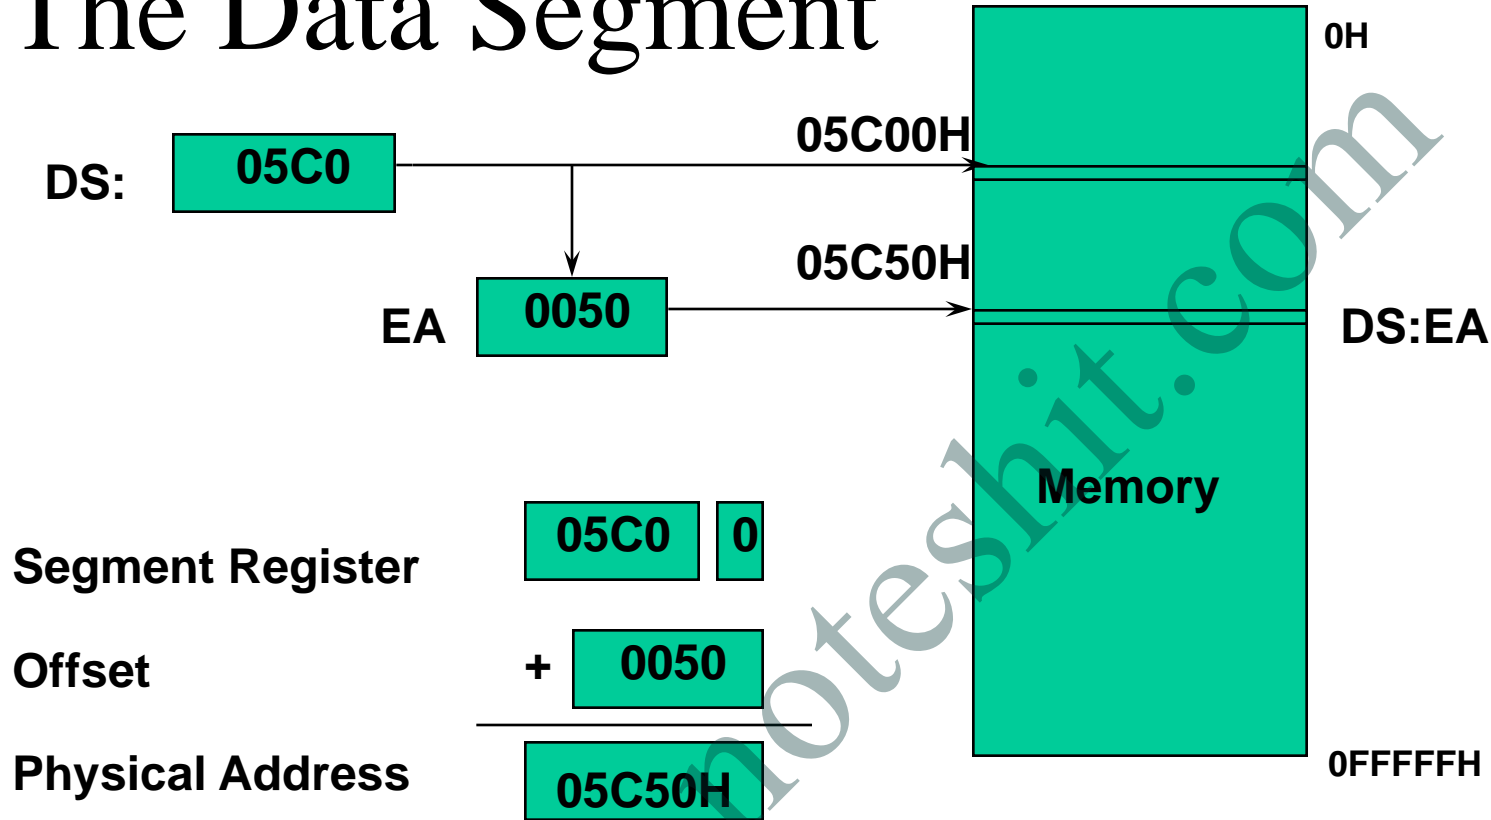 The Data Segment
0H
05C00H
DS:
05C0
05C50H
EA
0050
DS:EA
Memory
Segment Register
05C0 0
Offset
+ 0050
Physical Address
05C50H
0FFFFFH
noteshit.com